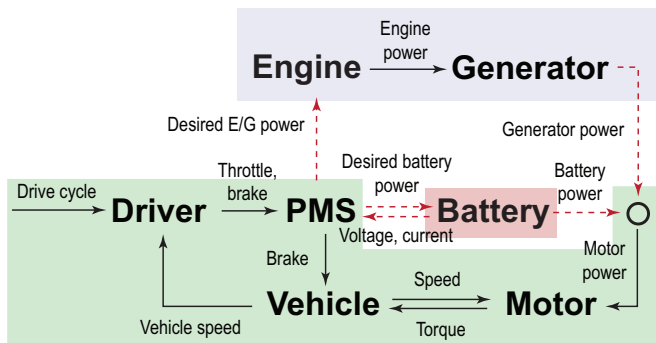 Engine
power
Engine
Generator
Desired E/G power
Generator power
Drive cycle
Throttle,
brake
Desired battery
power
Battery
power
Driver
PMS
Battery
Voltage, current
Brake
Motor
power
Vehicle speed
Vehicle
Speed
Torque
Motor